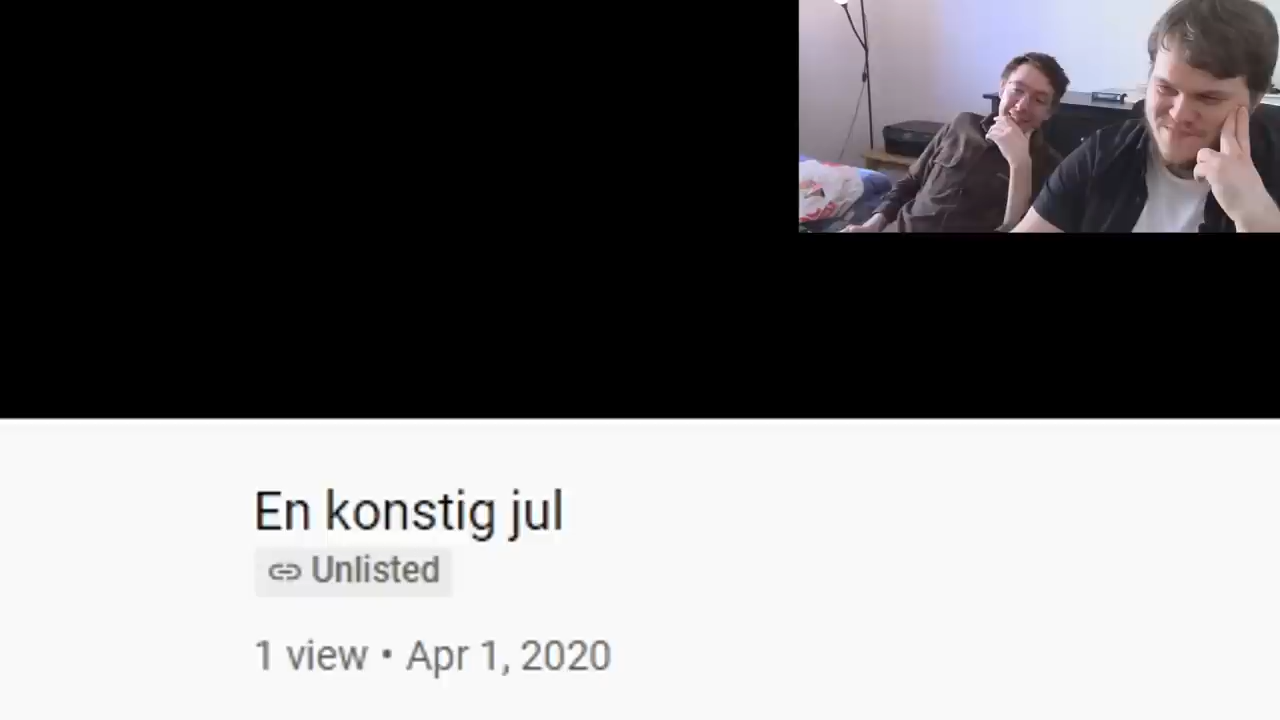 En konstig jul
Unlisted
1 view • Apr 1, 2020